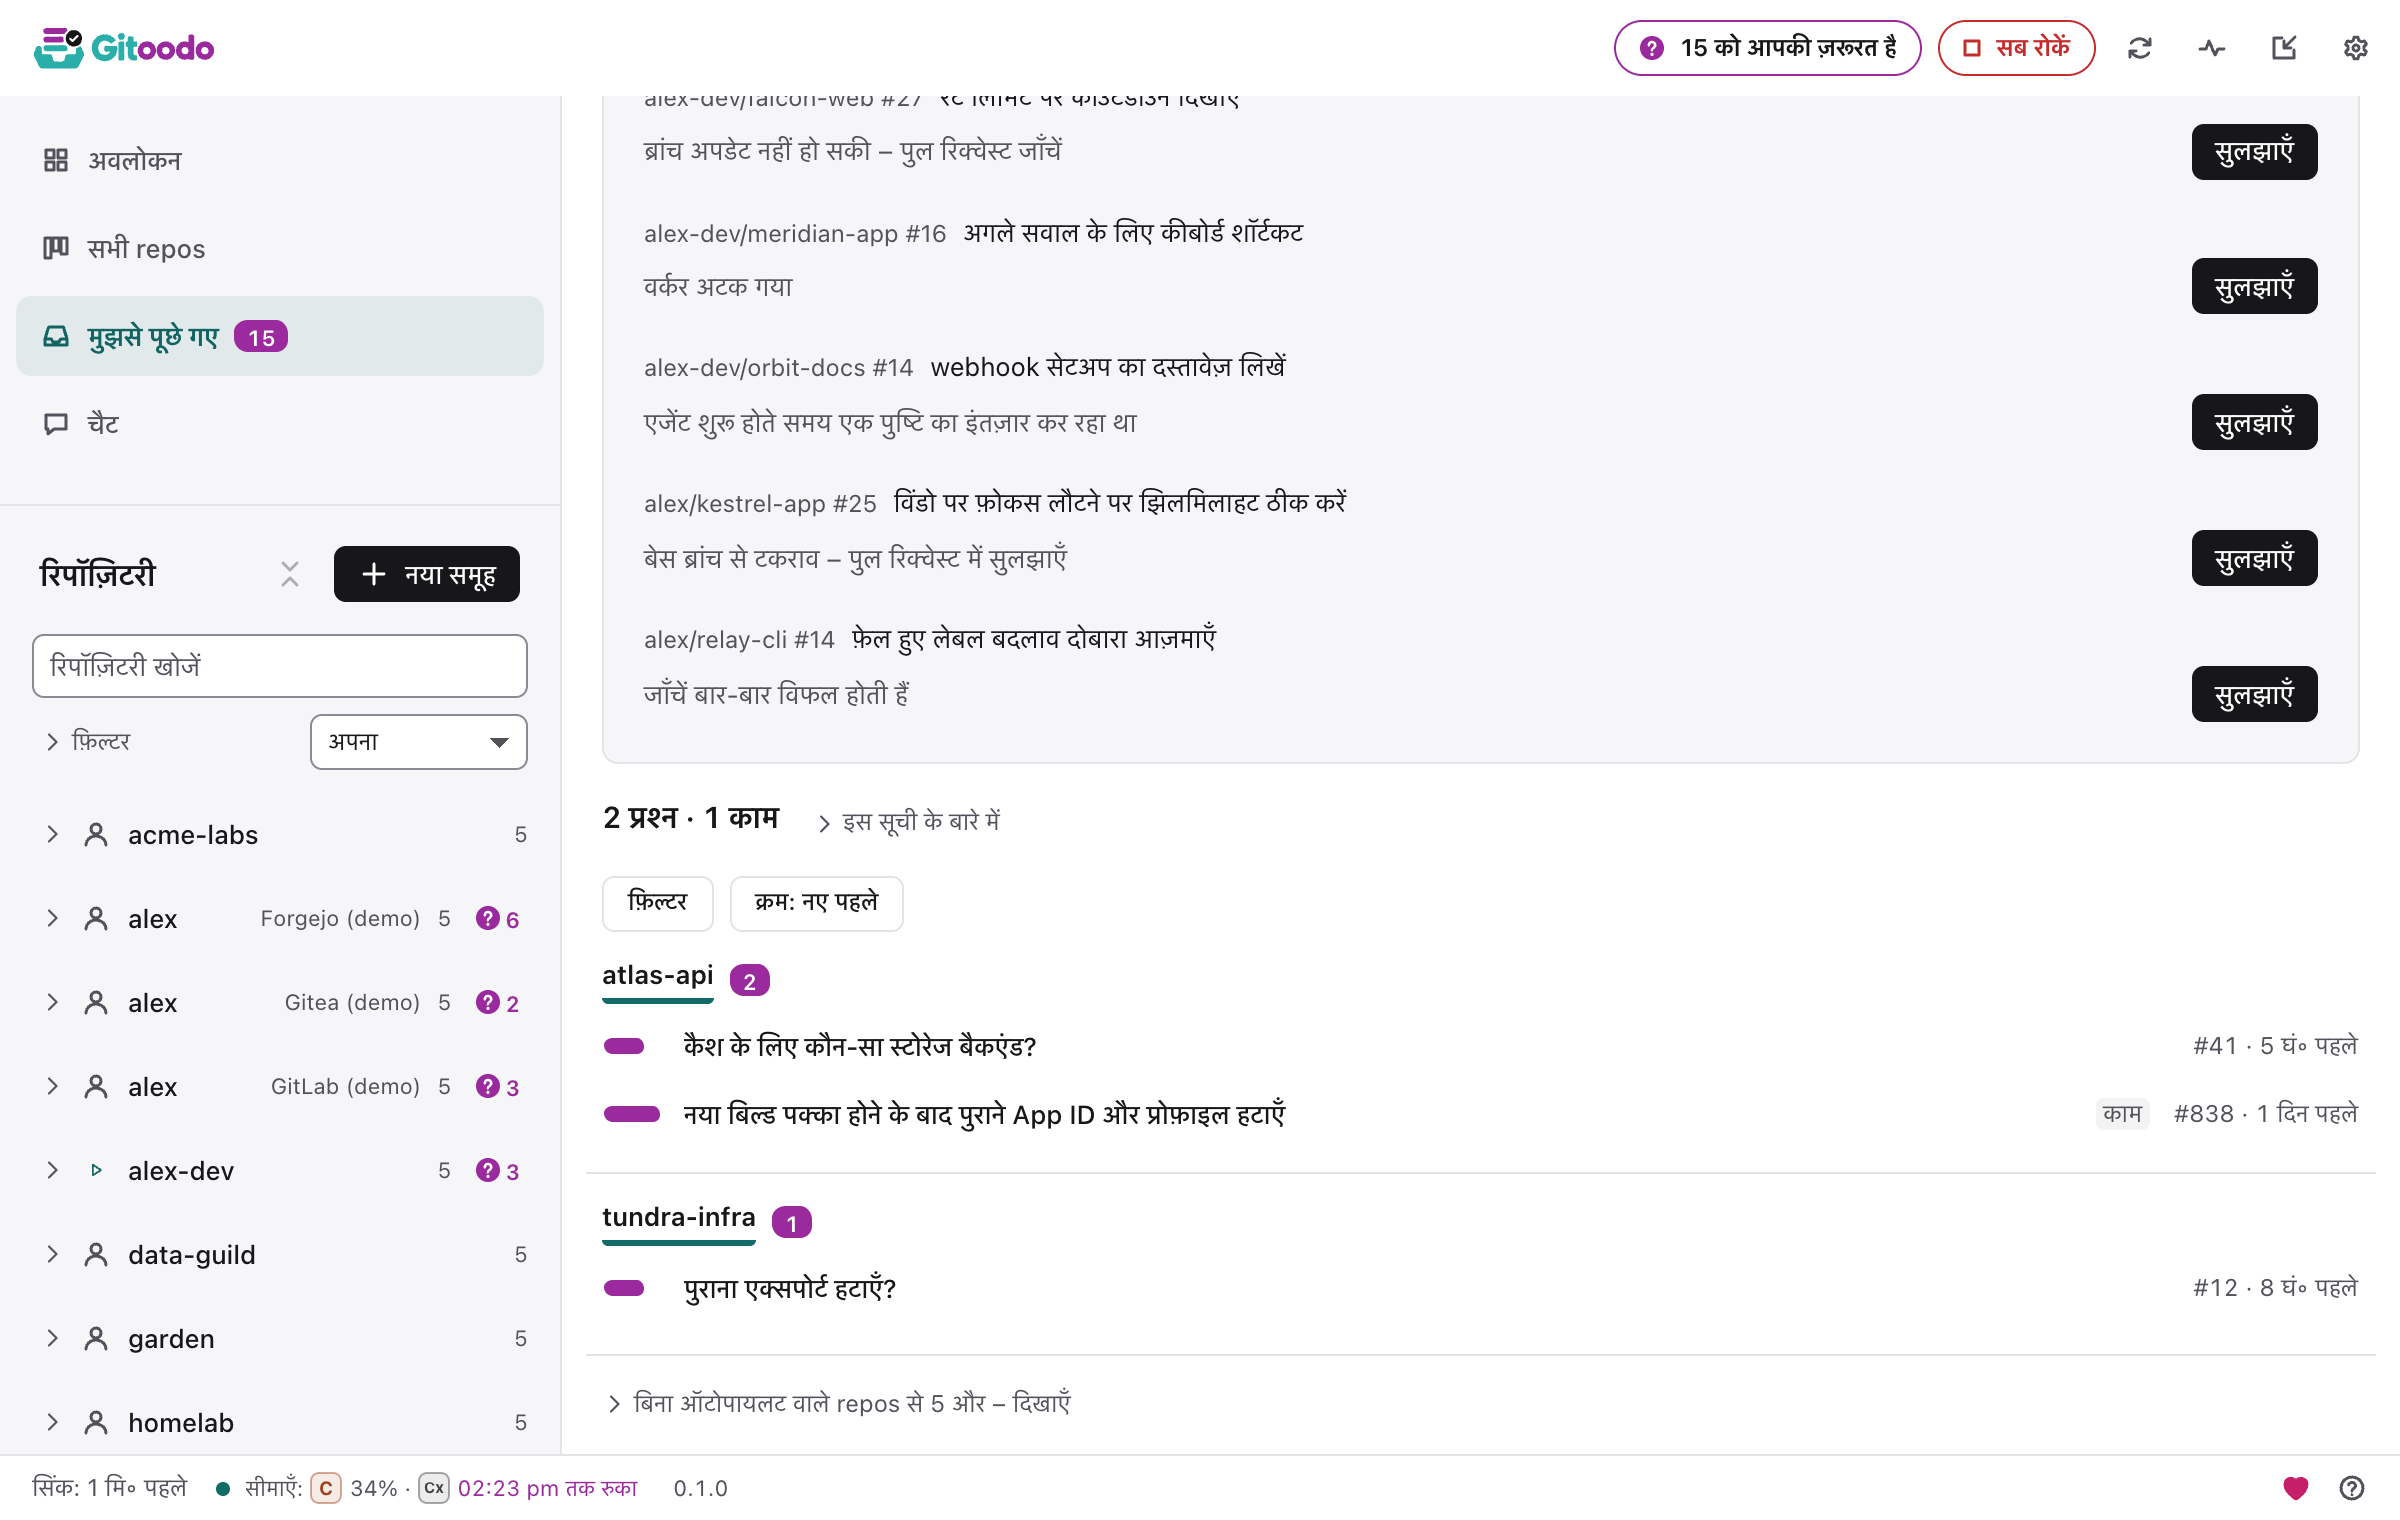 Gitoodo
15 को आपकी ज़रूरत है
सब रोकें
अवलोकन
सभी repos
मुझसे पूछे गए 15
चैट
रिपॉज़िटरी
नया समूह
रिपॉज़िटरी खोजें
फ़िल्टर
अपना
acme-labs 5
alex Forgejo (demo) 5 ? 6
alex Gitea (demo) 5 ? 2
alex GitLab (demo) 5 ? 3
alex-dev 5 ? 3
data-guild 5
garden 5
homelab 5
alex-dev/falcon-web #27 रेट लिमिट पर काउंटडाउन दिखाएँ
ब्रांच अपडेट नहीं हो सकी – पुल रिक्वेस्ट जाँचें
सुलझाएँ
alex-dev/meridian-app #16 अगले सवाल के लिए कीबोर्ड शॉर्टकट
वर्कर अटक गया
सुलझाएँ
alex-dev/orbit-docs #14 webhook सेटअप का दस्तावेज़ लिखें
एजेंट शुरू होते समय एक पुष्टि का इंतज़ार कर रहा था
सुलझाएँ
alex/kestrel-app #25 विंडो पर फ़ोकस लौटने पर झिलमिलाहट ठीक करें
बेस ब्रांच से टकराव – पुल रिक्वेस्ट में सुलझाएँ
सुलझाएँ
alex/relay-cli #14 फ़ेल हुए लेबल बदलाव दोबारा आज़माएँ
जाँचें बार-बार विफल होती हैं
सुलझाएँ
2 प्रश्न · 1 काम
इस सूची के बारे में
फ़िल्टर
क्रम: नए पहले
atlas-api 2
कैश के लिए कौन-सा स्टोरेज बैकएंड? #41 · 5 घं॰ पहले
नया बिल्ड पक्का होने के बाद पुराने App ID और प्रोफ़ाइल हटाएँ काम #838 · 1 दिन पहले
tundra-infra 1
पुराना एक्सपोर्ट हटाएँ? #12 · 8 घं॰ पहले
बिना ऑटोपायलट वाले repos से 5 और – दिखाएँ
सिंक: 1 मि॰ पहले
सीमाएँ: C 34% · Cx 02:23 pm तक रुका
0.1.0